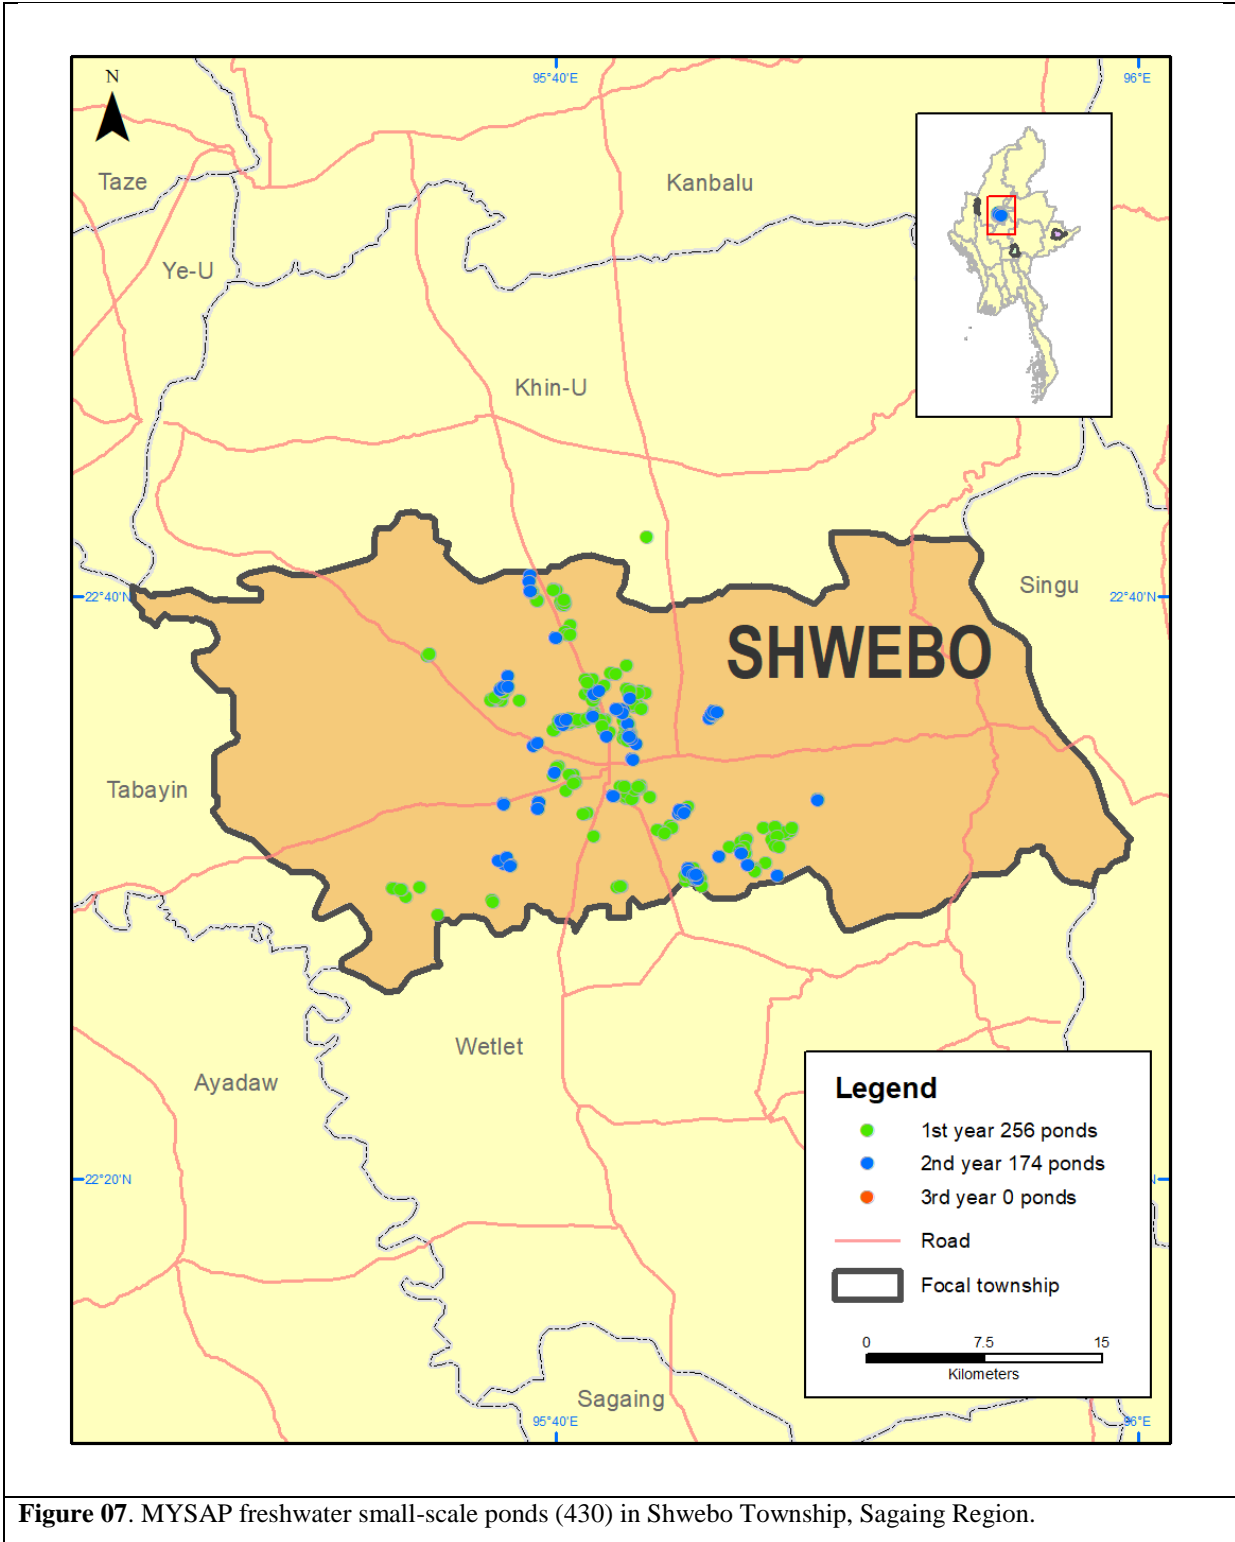 N
95°40'E
96°E
Taze
Kanbalu
Ye-U
Khin-U
Singu
22°40'N
22°40'N
SHWEBO
Tabayin
Wetlet
Ayadaw
Legend
1st year 256 ponds
2nd year 174 ponds
3rd year 0 ponds
Road
Focal township
0 7.5 15
Kilometers
22°20'N
N
Sagaing
95°40'E
96°E
Figure 07. MYSAP freshwater small-scale ponds (430) in Shwebo Township, Sagaing Region.